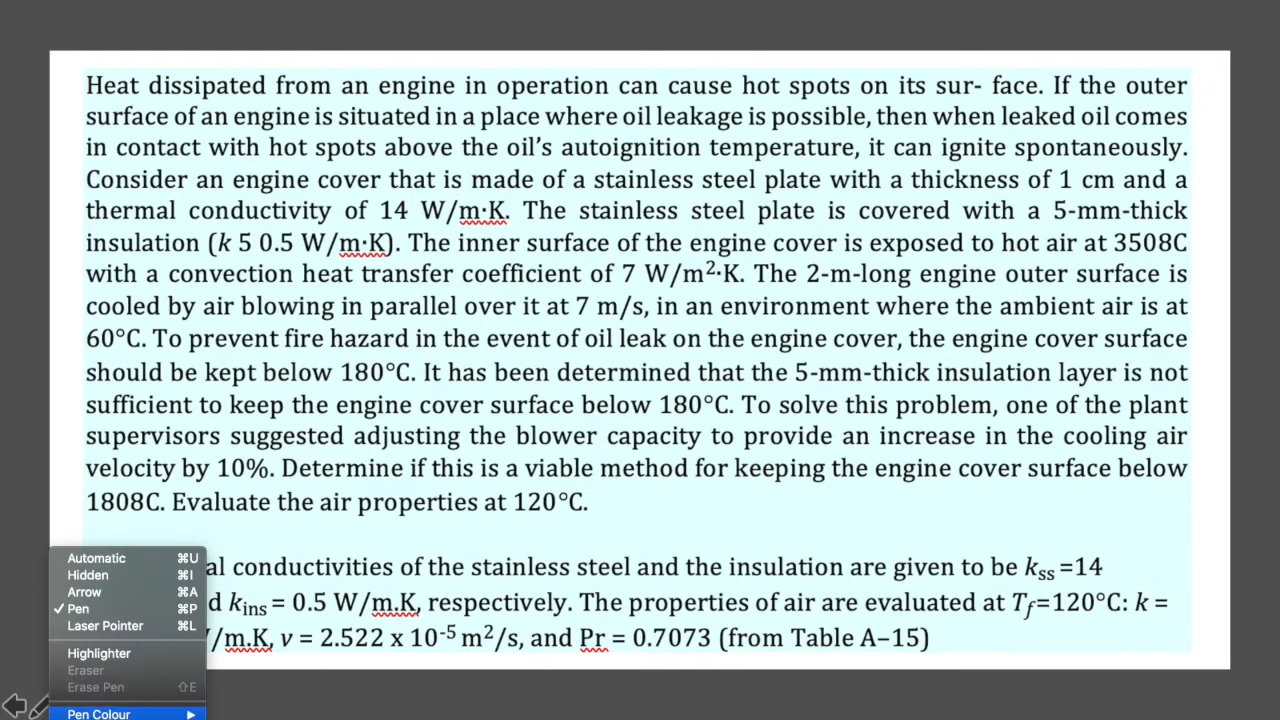 Heat dissipated from an engine in operation can cause hot spots on its sur- face. If the outer
surface of an engine is situated in a place where oil leakage is possible, then when leaked oil comes
in contact with hot spots above the oil's autoignition temperature, it can ignite spontaneously.
Consider an engine cover that is made of a stainless steel plate with a thickness of 1 cm and a
thermal conductivity of 14 W/m·K. The stainless steel plate is covered with a 5-mm-thick
insulation (k 5 0.5 W/m·K). The inner surface of the engine cover is exposed to hot air at 3508C
with a convection heat transfer coefficient of 7 W/m²·K. The 2-m-long engine outer surface is
cooled by air blowing in parallel over it at 7 m/s, in an environment where the ambient air is at
60°C. To prevent fire hazard in the event of oil leak on the engine cover, the engine cover surface
should be kept below 180°C. It has been determined that the 5-mm-thick insulation layer is not
sufficient to keep the engine cover surface below 180°C. To solve this problem, one of the plant
supervisors suggested adjusting the blower capacity to provide an increase in the cooling air
velocity by 10%. Determine if this is a viable method for keeping the engine cover surface below
1808C. Evaluate the air properties at 120°C.
al conductivities of the stainless steel and the insulation are given to be kss =14
d kins = 0.5 W/m.K, respectively. The properties of air are evaluated at Tf=120°C: k =
/m.K, v = 2.522 x 10⁻⁵ m²/s, and Pr = 0.7073 (from Table A–15)
Automatic ⌘U
Hidden ⌘I
Arrow ⌘A
✓ Pen ⌘P
Laser Pointer ⌘L
Highlighter
Eraser
Erase Pen ⇧E
Pen Colour ▶